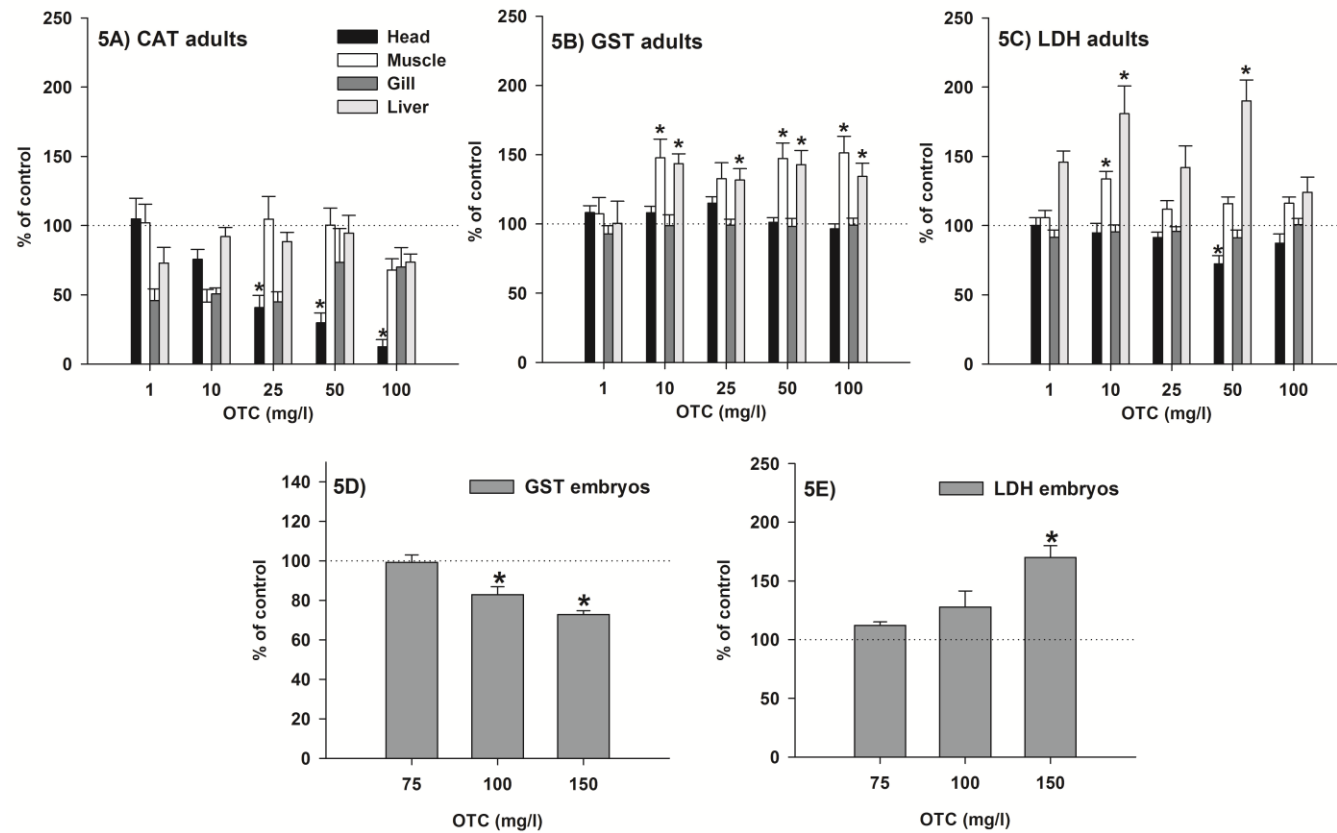 5A) CAT adults
Head
Muscle
Gill
Liver
% of control
250
200
150
100
50
0
* * *
1 10 25 50 100
OTC (mg/l)
5B) GST adults
% of control
250
200
150
100
50
0
* * * * * * *
1 10 25 50 100
OTC (mg/l)
5C) LDH adults
% of control
250
200
150
100
50
0
* * * *
1 10 25 50 100
OTC (mg/l)
5D)
GST embryos
% of control
140
120
100
80
60
40
20
0
* *
75 100 150
OTC (mg/l)
5E)
LDH embryos
% of control
250
200
150
100
50
0
*
75 100 150
OTC (mg/l)